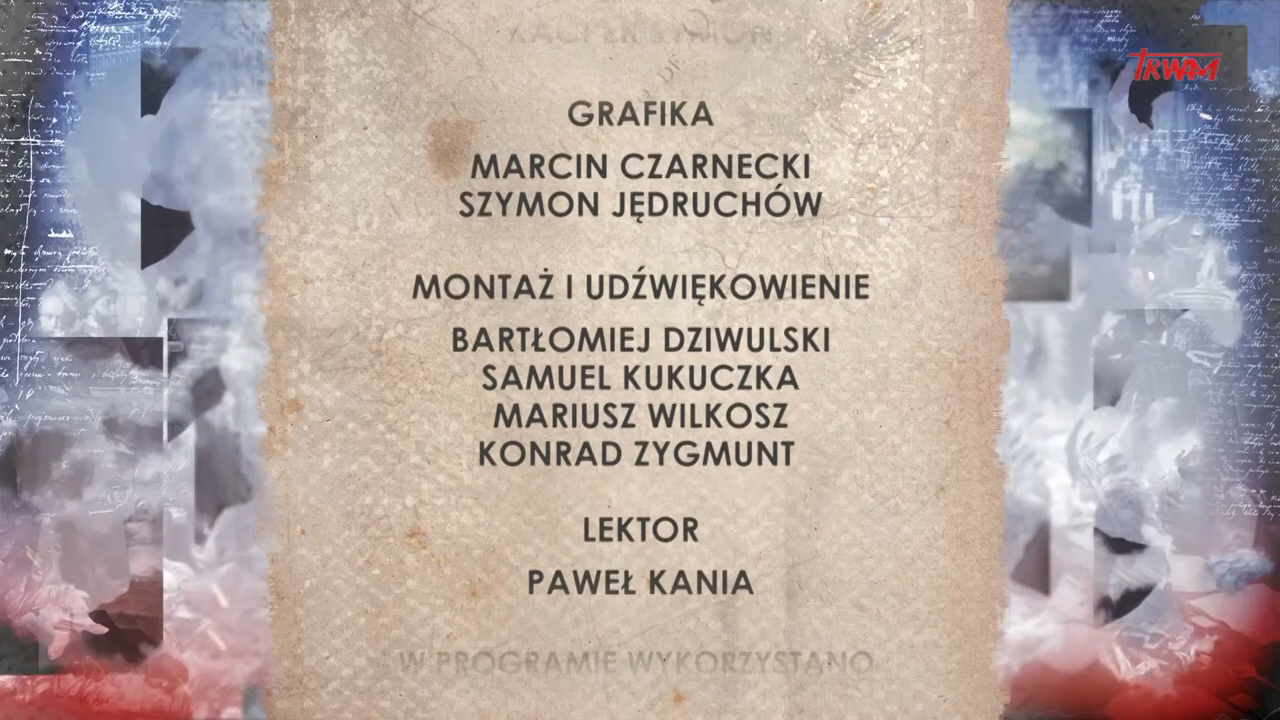 TRWAM
GRAFIKA
MARCIN CZARNECKI
SZYMON JĘDRUCHÓW
MONTAŻ I UDŹWIĘKOWIENIE
BARTŁOMIEJ DZIWULSKI
SAMUEL KUKUCZKA
MARIUSZ WILKOSZ
KONRAD ZYGMUNT
LEKTOR
PAWEŁ KANIA
W PROGRAMIE WYKORZYSTANO